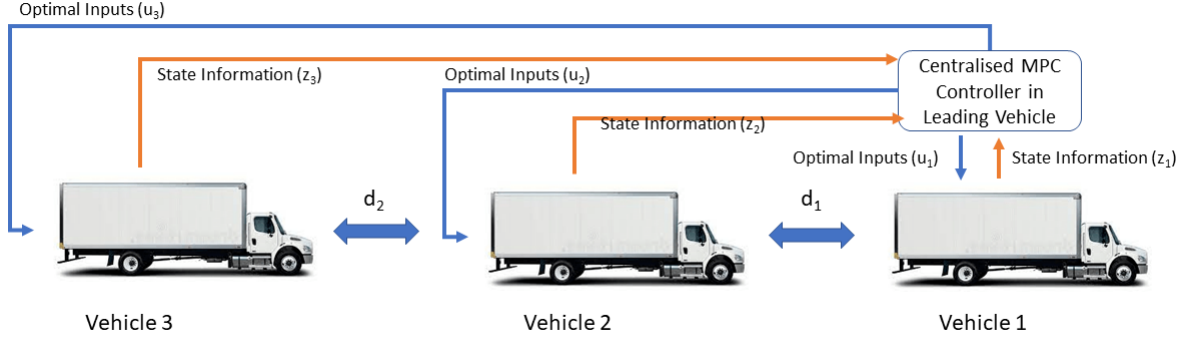 Optimal Inputs (u₃)
State Information (z₃)
Optimal Inputs (u₂)
Centralised MPC
Controller in
Leading Vehicle
State Information (z₂)
Optimal Inputs (u₁)
State Information (z₁)
d₂
d₁
Vehicle 3
Vehicle 2
Vehicle 1